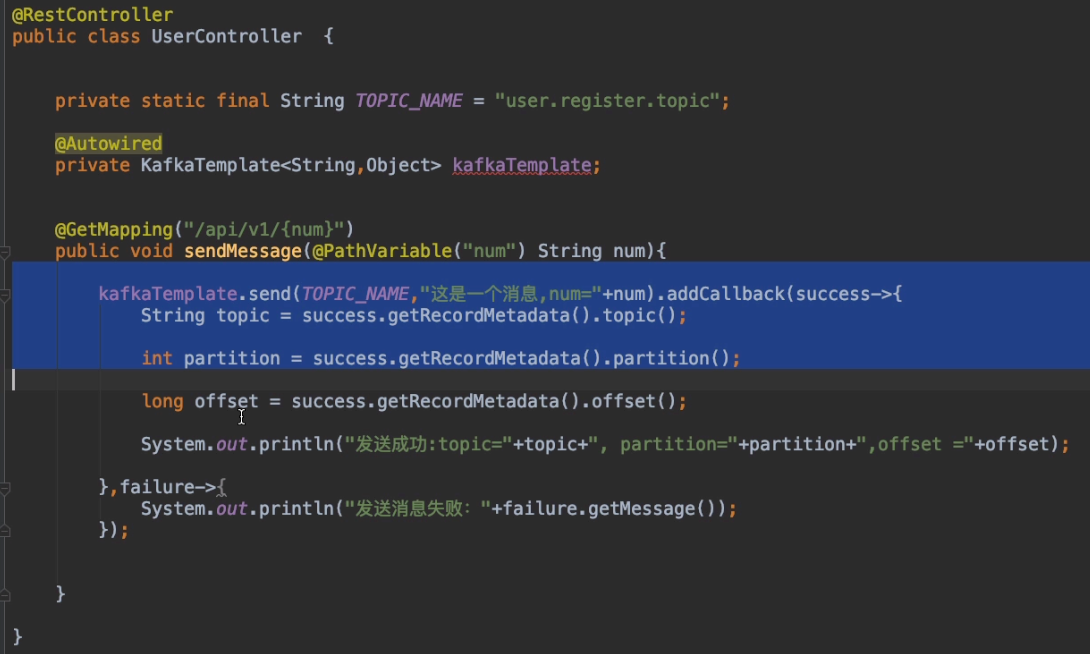 @RestController
public class UserController  {
private static final String TOPIC_NAME = "user.register.topic";
@Autowired
private KafkaTemplate<String,Object> kafkaTemplate;
@GetMapping("/api/v1/{num}")
public void sendMessage(@PathVariable("num") String num){
kafkaTemplate.send(TOPIC_NAME,"这是一个消息,num="+num).addCallback(success->{
String topic = success.getRecordMetadata().topic();
int partition = success.getRecordMetadata().partition();
long offset = success.getRecordMetadata().offset();
System.out.println("发送成功:topic="+topic+", partition="+partition+",offset ="+offset);
},failure->{
System.out.println("发送消息失败："+failure.getMessage());
});
}
}